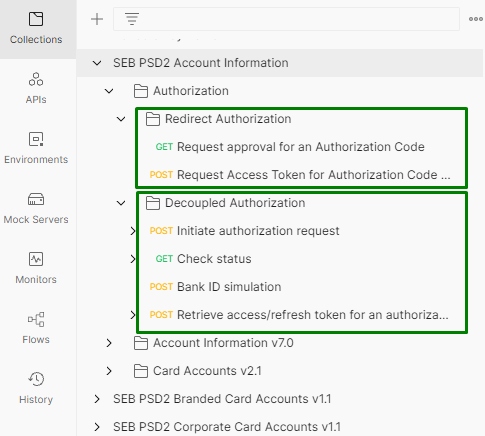 Collections
APIs
Environments
Mock Servers
Monitors
Flows
History
SEB PSD2 Account Information
Authorization
Redirect Authorization
GET Request approval for an Authorization Code
POST Request Access Token for Authorization Code ...
Decoupled Authorization
POST Initiate authorization request
GET Check status
POST Bank ID simulation
POST Retrieve access/refresh token for an authoriza...
Account Information v7.0
Card Accounts v2.1
SEB PSD2 Branded Card Accounts v1.1
SEB PSD2 Corporate Card Accounts v1.1